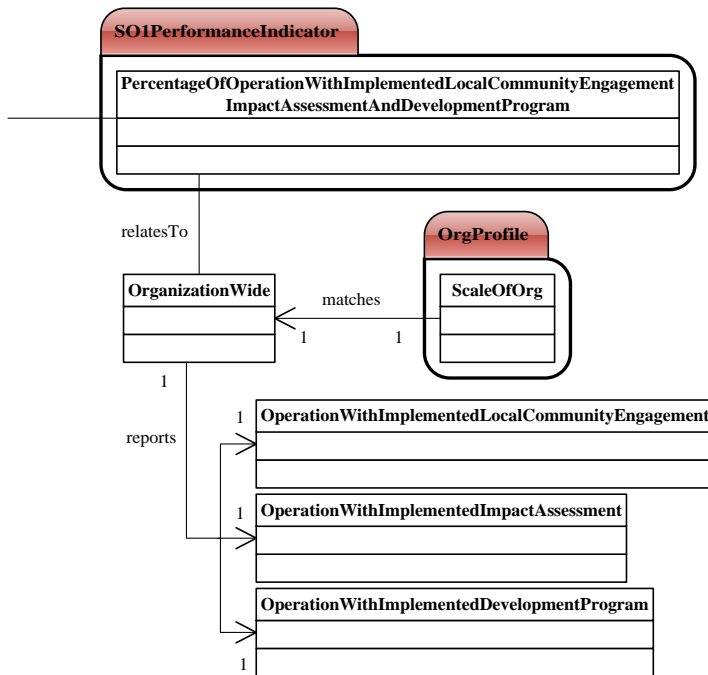 SO1PerformanceIndicator
PercentageOfOperationWithImplementedLocalCommunityEngagement
ImpactAssessmentAndDevelopmentProgram
relatesTo
OrgProfile
OrganizationWide
matches
ScaleOfOrg
1
1
1
reports
1
OperationWithImplementedLocalCommunityEngagement
1
OperationWithImplementedImpactAssessment
OperationWithImplementedDevelopmentProgram
1